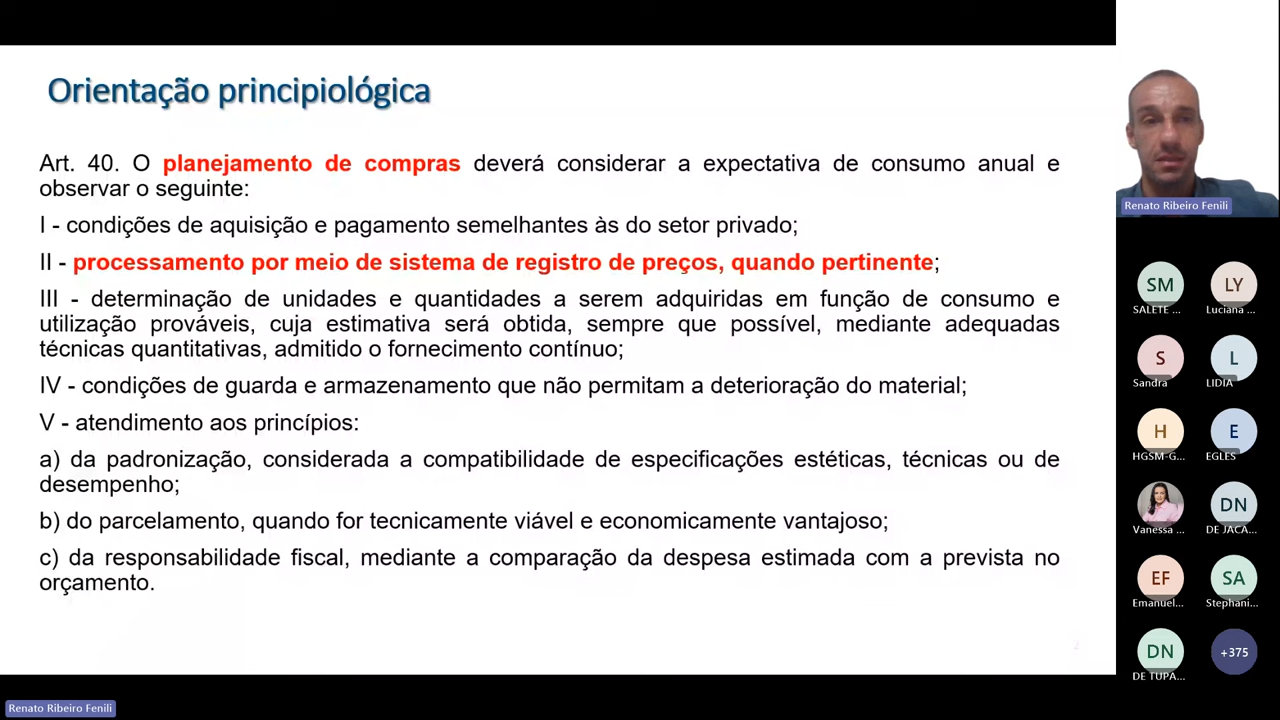 Orientação principiológica
Art. 40. O planejamento de compras deverá considerar a expectativa de consumo anual e
observar o seguinte:
I - condições de aquisição e pagamento semelhantes às do setor privado;
II - processamento por meio de sistema de registro de preços, quando pertinente;
III - determinação de unidades e quantidades a serem adquiridas em função de consumo e
utilização prováveis, cuja estimativa será obtida, sempre que possível, mediante adequadas
técnicas quantitativas, admitido o fornecimento contínuo;
IV - condições de guarda e armazenamento que não permitam a deterioração do material;
V - atendimento aos princípios:
a) da padronização, considerada a compatibilidade de especificações estéticas, técnicas ou de
desempenho;
b) do parcelamento, quando for tecnicamente viável e economicamente vantajoso;
c) da responsabilidade fiscal, mediante a comparação da despesa estimada com a prevista no
orçamento.
Renato Ribeiro Fenili
SM
LY
SALETE ...
Luciana ...
S
L
Sandra
LIDIA
H
E
HGSM-G...
EGLES
DN
Vanessa ...
DE JACA...
EF
SA
Emanuel...
Stephani...
DN
+375
DE TUPA...
Renato Ribeiro Fenili